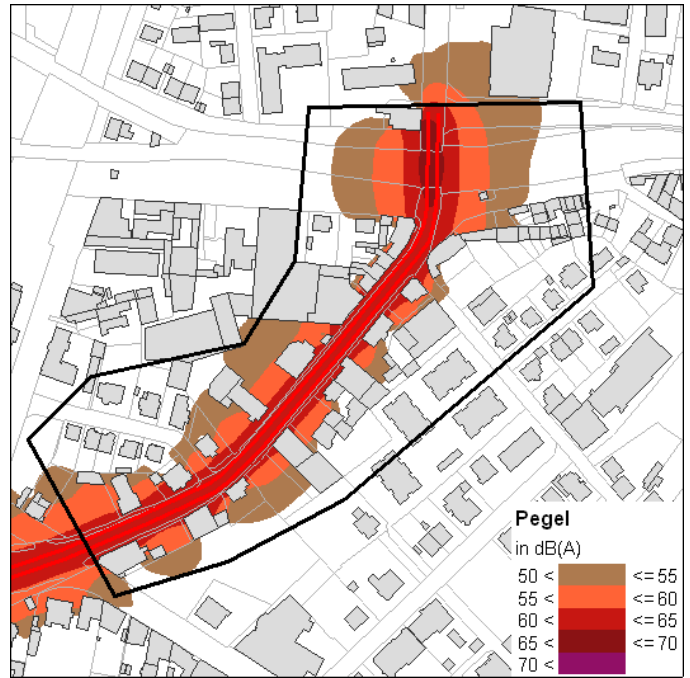 Pegel
in dB(A)
50 < <= 55
55 < <= 60
60 < <= 65
65 < <= 70
70 <